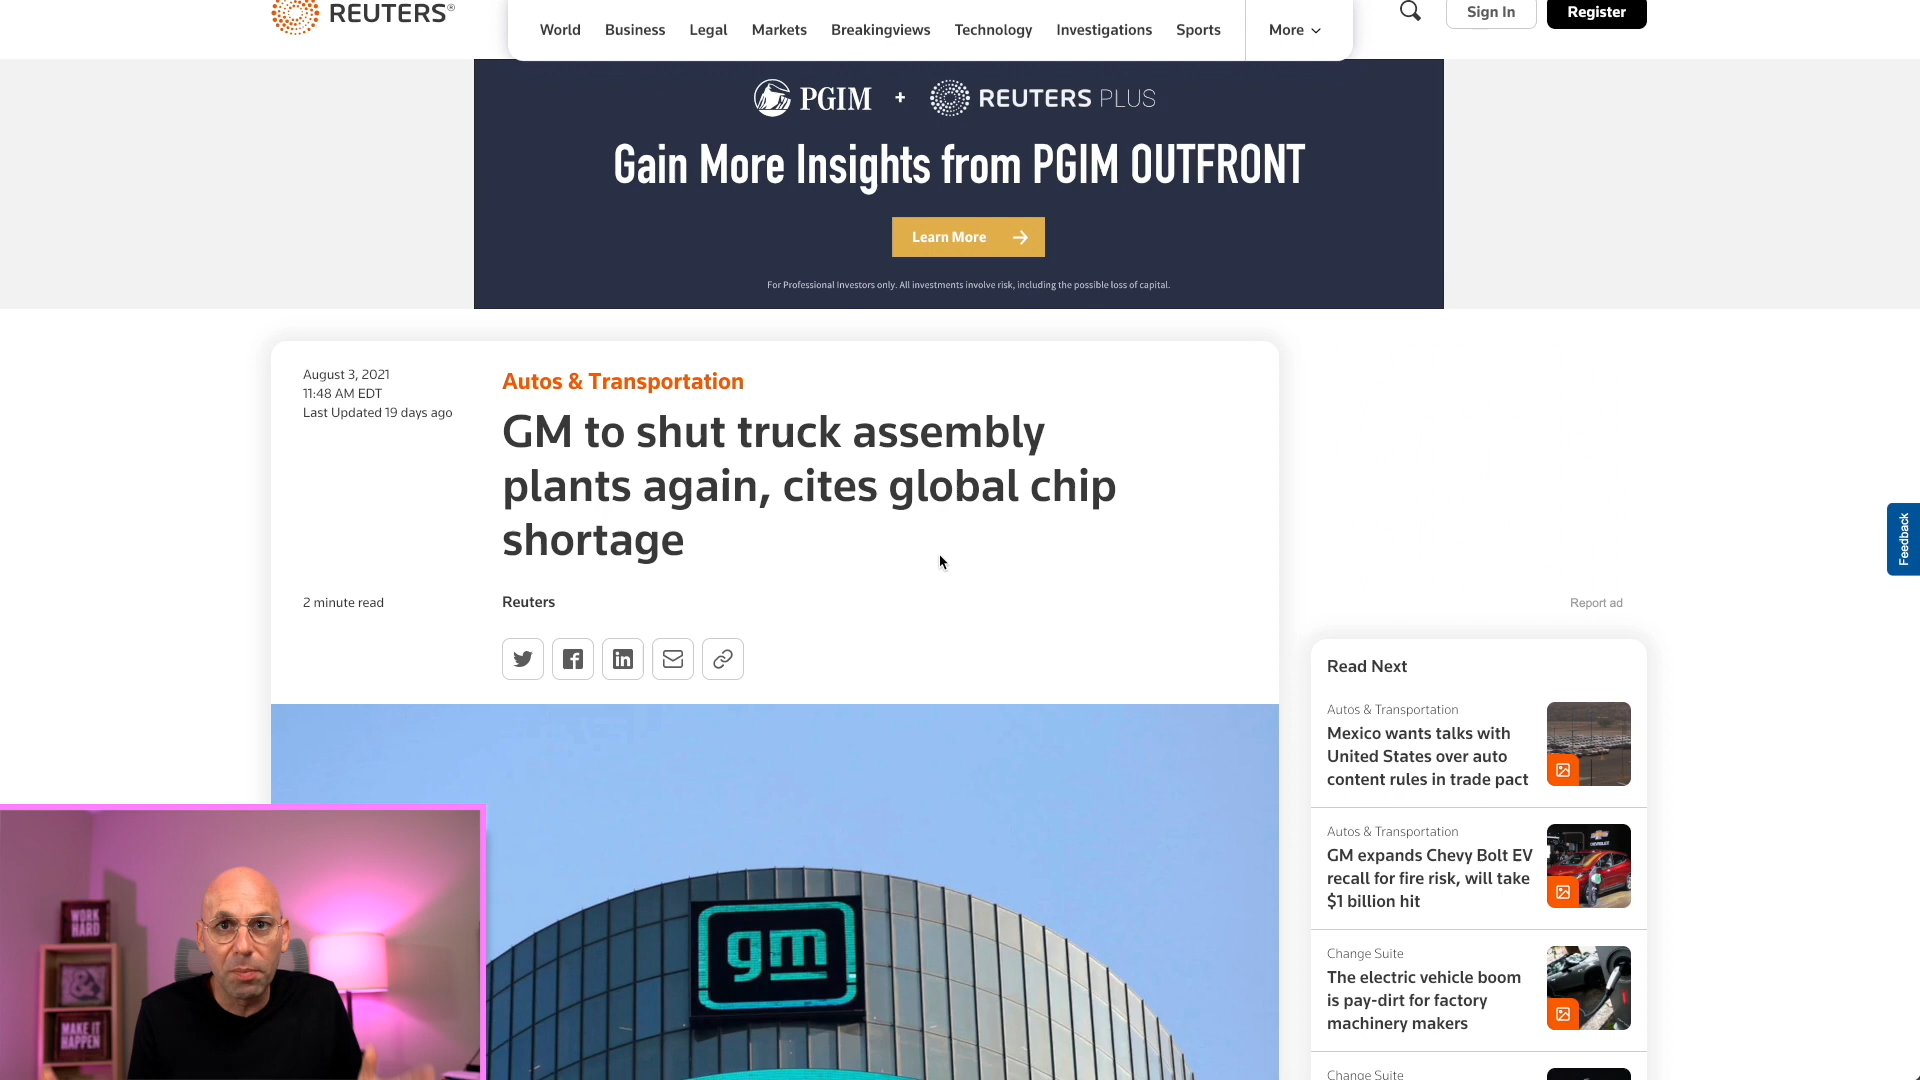 REUTERS®
World Business Legal Markets Breakingviews Technology Investigations Sports More
Sign In Register
PGIM + REUTERS PLUS
Gain More Insights from PGIM OUTFRONT
Learn More
For Professional Investors only. All investments involve risk, including the possible loss of capital.
August 3, 2021
11:48 AM EDT
Last Updated 19 days ago
Autos & Transportation
GM to shut truck assembly
plants again, cites global chip
shortage
2 minute read
Reuters
Feedback
Report ad
Read Next
Autos & Transportation
Mexico wants talks with
United States over auto
content rules in trade pact
Autos & Transportation
GM expands Chevy Bolt EV
recall for fire risk, will take
$1 billion hit
Change Suite
The electric vehicle boom
is pay-dirt for factory
machinery makers
Change Suite
gm
WORK
HARD
&
MAKE IT
HAPPEN